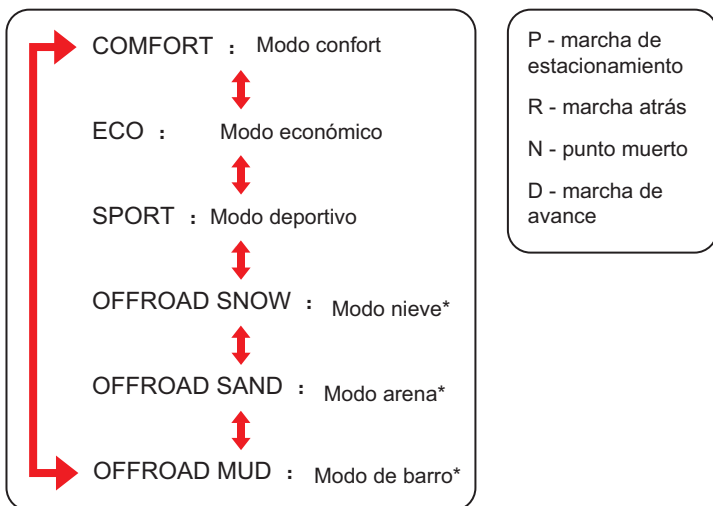 COMFORT : Modo confort
ECO : Modo económico
SPORT : Modo deportivo
OFFROAD SNOW : Modo nieve*
OFFROAD SAND : Modo arena*
OFFROAD MUD : Modo de barro*
P - marcha de
estacionamiento
R - marcha atrás
N - punto muerto
D - marcha de
avance